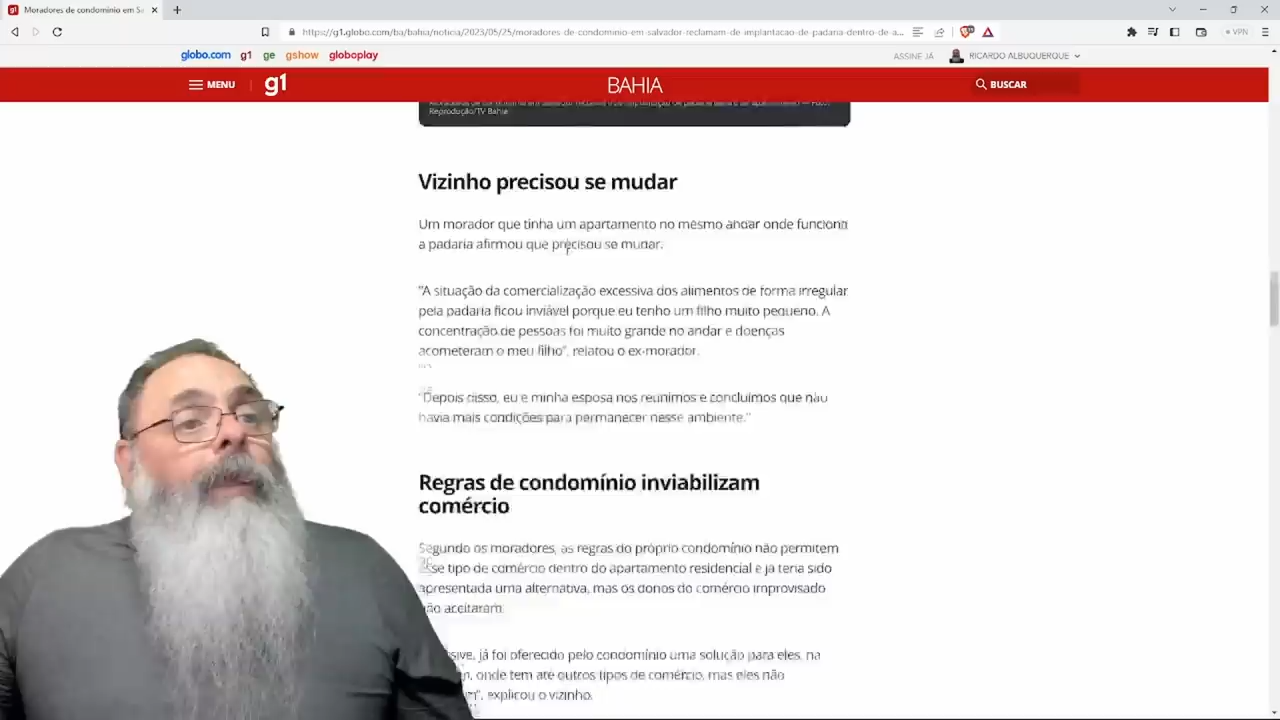 Moradores de condomínio em Sa
https://g1.globo.com/ba/bahia/noticia/2023/05/25/moradores-de-condominio-em-salvador-reclamam-de-implantacao-de-padaria-dentro-de-a...
VPN
globo.com g1 ge gshow globoplay
ASSINE JÁ
RICARDO ALBUQUERQUE
MENU
g1
BAHIA
BUSCAR
Reprodução/TV Bahia
Vizinho precisou se mudar
Um morador que tinha um apartamento no mesmo andar onde funciona
a padaria afirmou que precisou se mudar.
"A situação da comercialização excessiva dos alimentos de forma irregular
pela padaria ficou inviável porque eu tenho um filho muito pequeno. A
concentração de pessoas foi muito grande no andar e doenças
acometeram o meu filho", relatou o ex-morador.
"Depois disso, eu e minha esposa nos reunimos e concluímos que não
havia mais condições para permanecer nesse ambiente."
Regras de condomínio inviabilizam
comércio
Segundo os moradores, as regras do próprio condomínio não permitem
esse tipo de comércio dentro do apartamento residencial e já teria sido
apresentada uma alternativa, mas os donos do comércio improvisado
não aceitaram.
já foi oferecido pelo condomínio uma solução para eles, na
onde tem até outros tipos de comércio, mas eles não
explicou o vizinho.